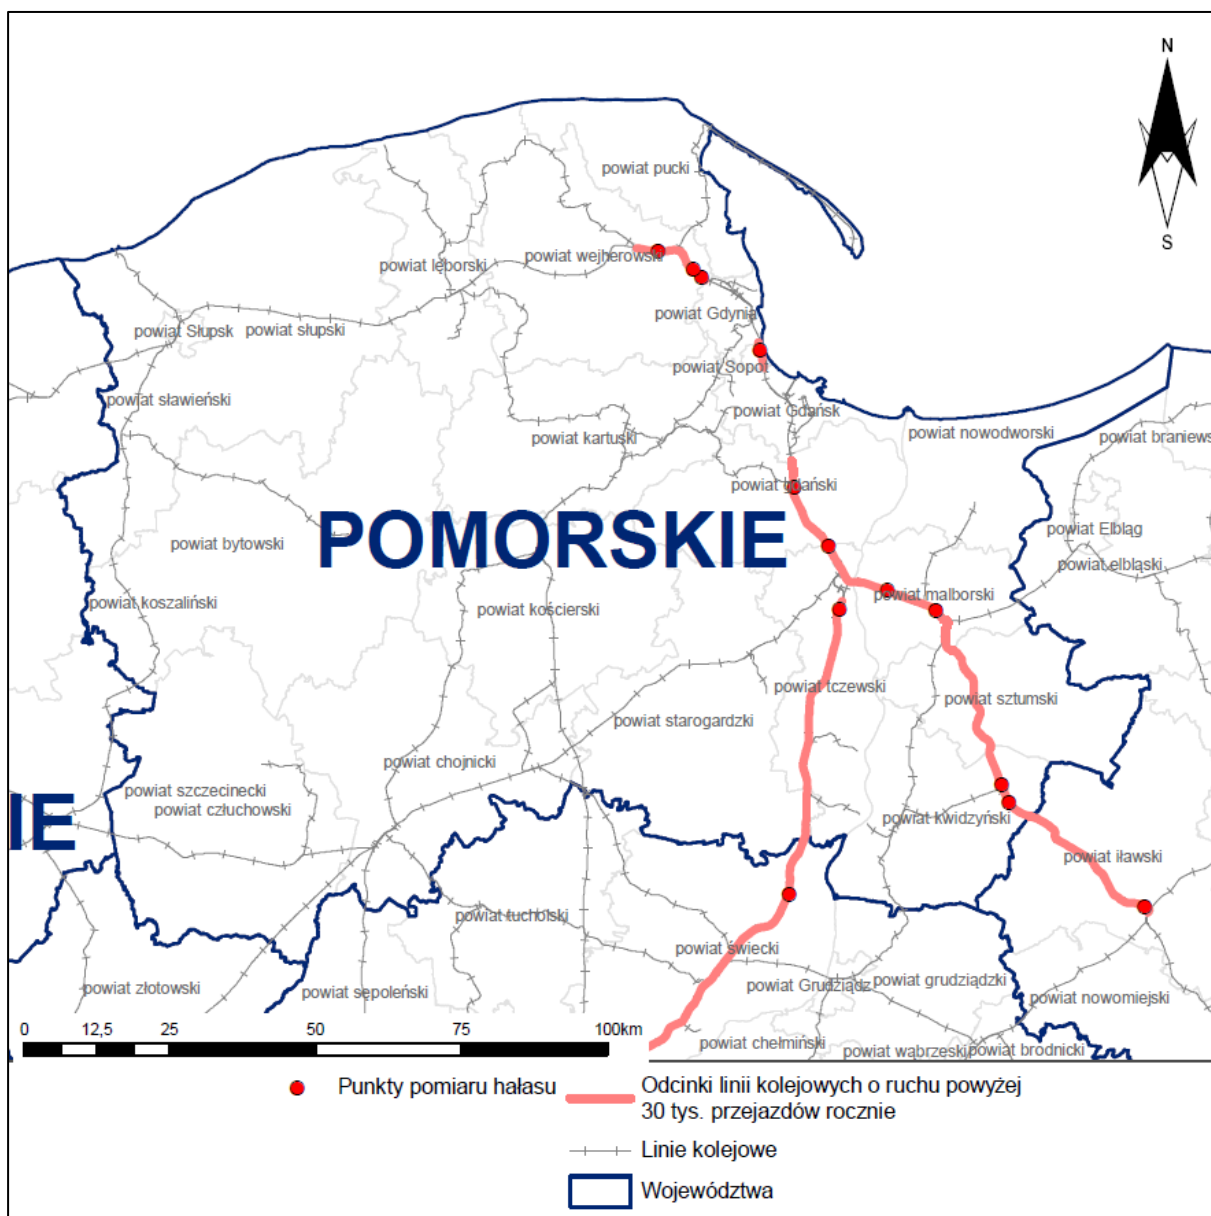 N
S
powiat pucki
powiat wejherowski
powiat lęborski
powiat Gdynia
powiat Słupsk
powiat słupski
powiat Sopot
powiat sławieński
powiat Gdańsk
powiat kartuski
powiat nowodworski
powiat braniews
powiat gdański
POMORSKIE
powiat Elbląg
powiat bytowski
powiat elbląski
powiat malborski
powiat koszaliński
powiat kościerski
powiat tczewski
powiat sztumski
powiat starogardzki
powiat chojnicki
powiat szczecinecki
powiat człuchowski
IE
powiat kwidzyński
powiat iławski
powiat tucholski
powiat świecki
powiat złotowski
powiat sępoleński
powiat Grudziądz
powiat grudziądzki
powiat nowomiejski
powiat chełmiński
powiat wąbrzeski
powiat brodnicki
0 12,5 25 50 75 100km
Punkty pomiaru hałasu
Odcinki linii kolejowych o ruchu powyżej
30 tys. przejazdów rocznie
Linie kolejowe
Województwa